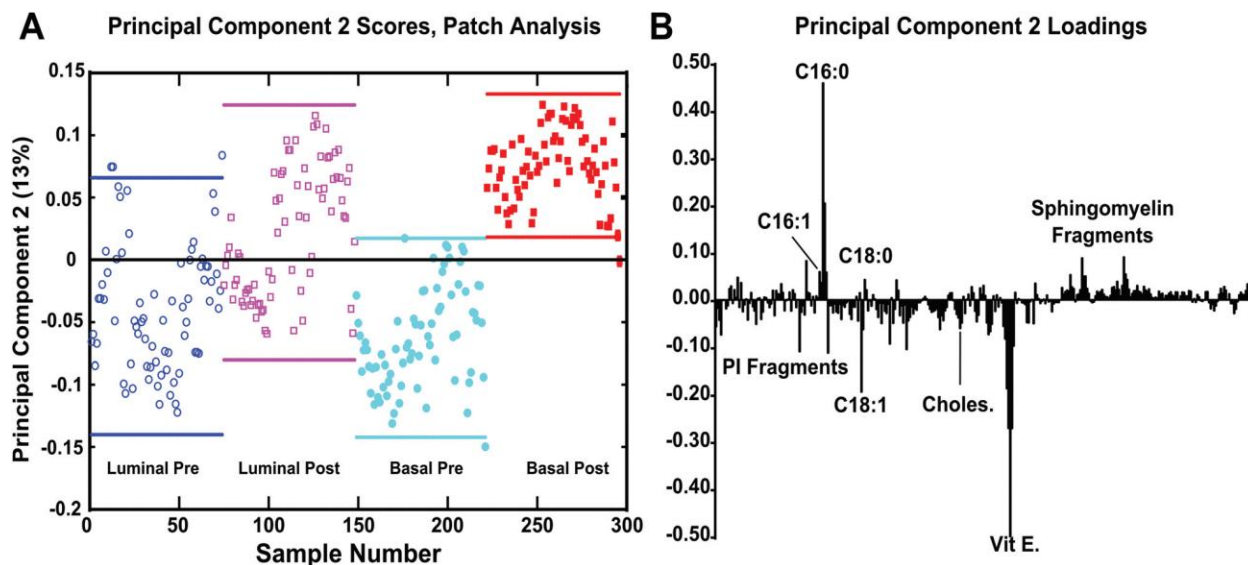 A
Principal Component 2 Scores, Patch Analysis
Principal Component 2 (13%)
0.15
0.1
0.05
0
-0.05
-0.1
-0.15
-0.2
Luminal Pre
Luminal Post
Basal Pre
Basal Post
0
50
100
150
200
250
300
Sample Number
B
Principal Component 2 Loadings
0.50
0.40
0.30
0.20
0.10
0.00
-0.10
-0.20
-0.30
-0.40
-0.50
C16:0
C16:1
C18:0
Sphingomyelin
Fragments
PI Fragments
C18:1
Choles.
Vit E.